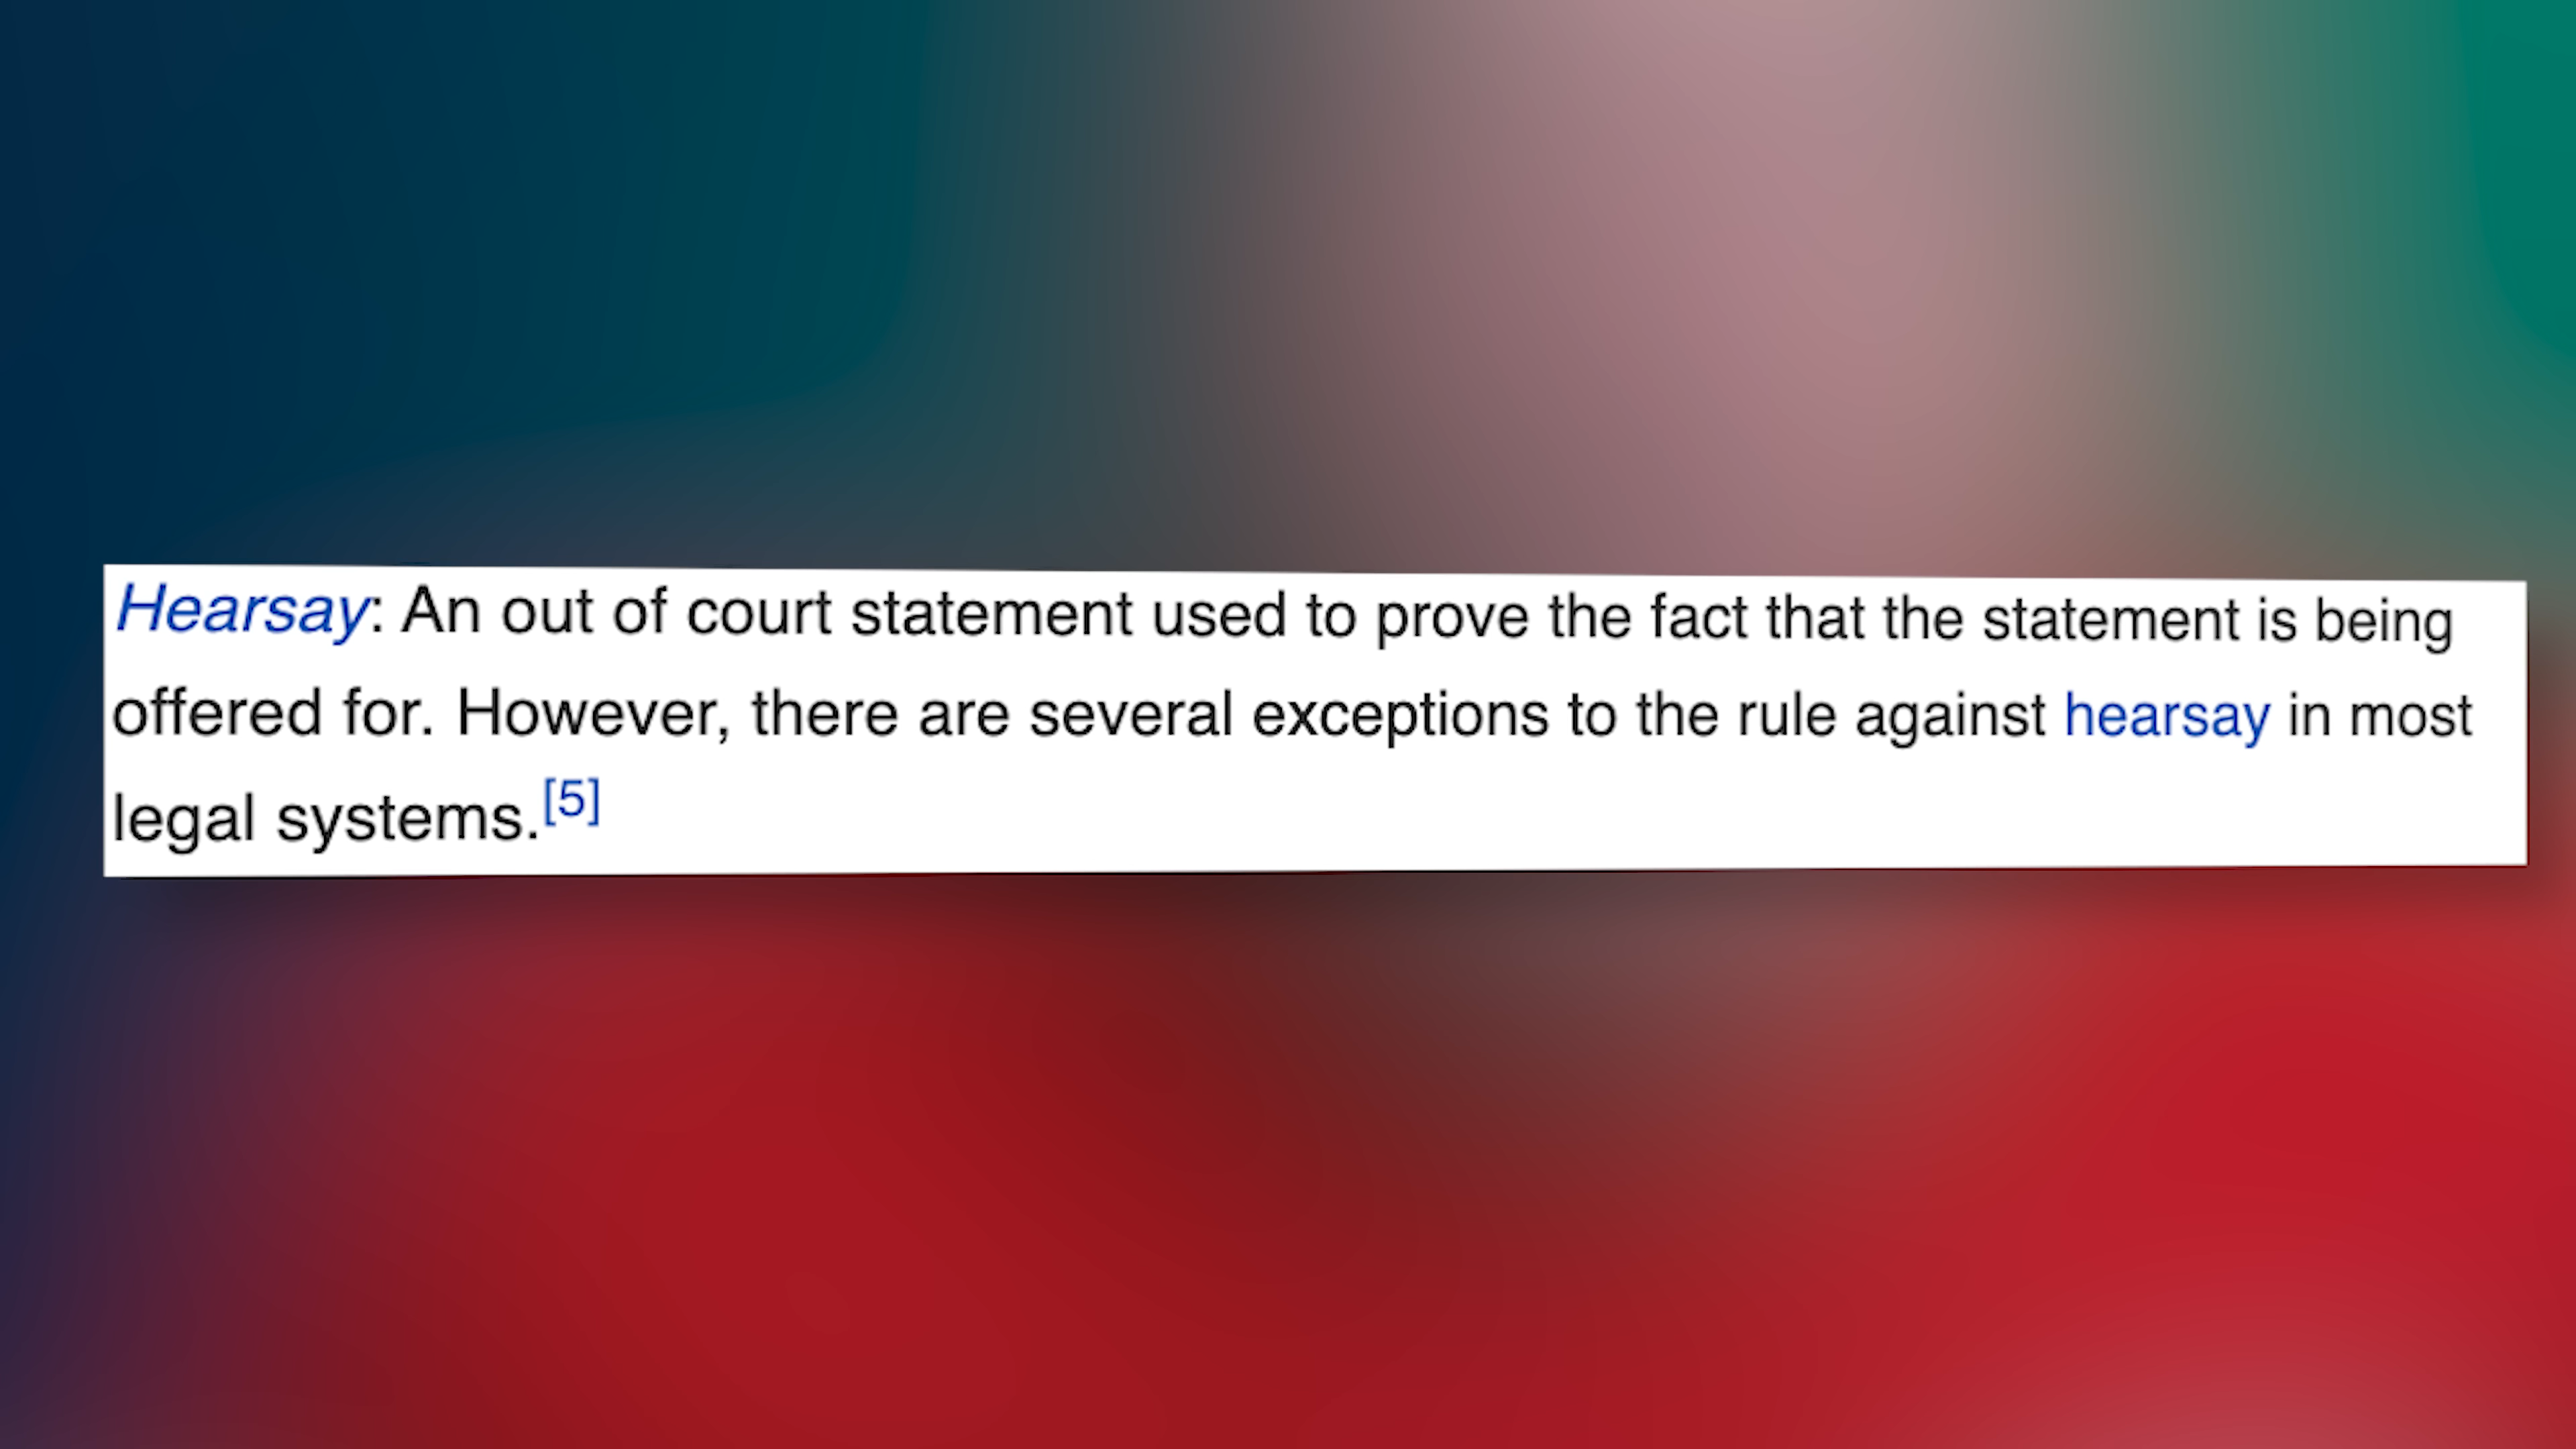 Hearsay: An out of court statement used to prove the fact that the statement is being
offered for. However, there are several exceptions to the rule against hearsay in most
legal systems.[5]